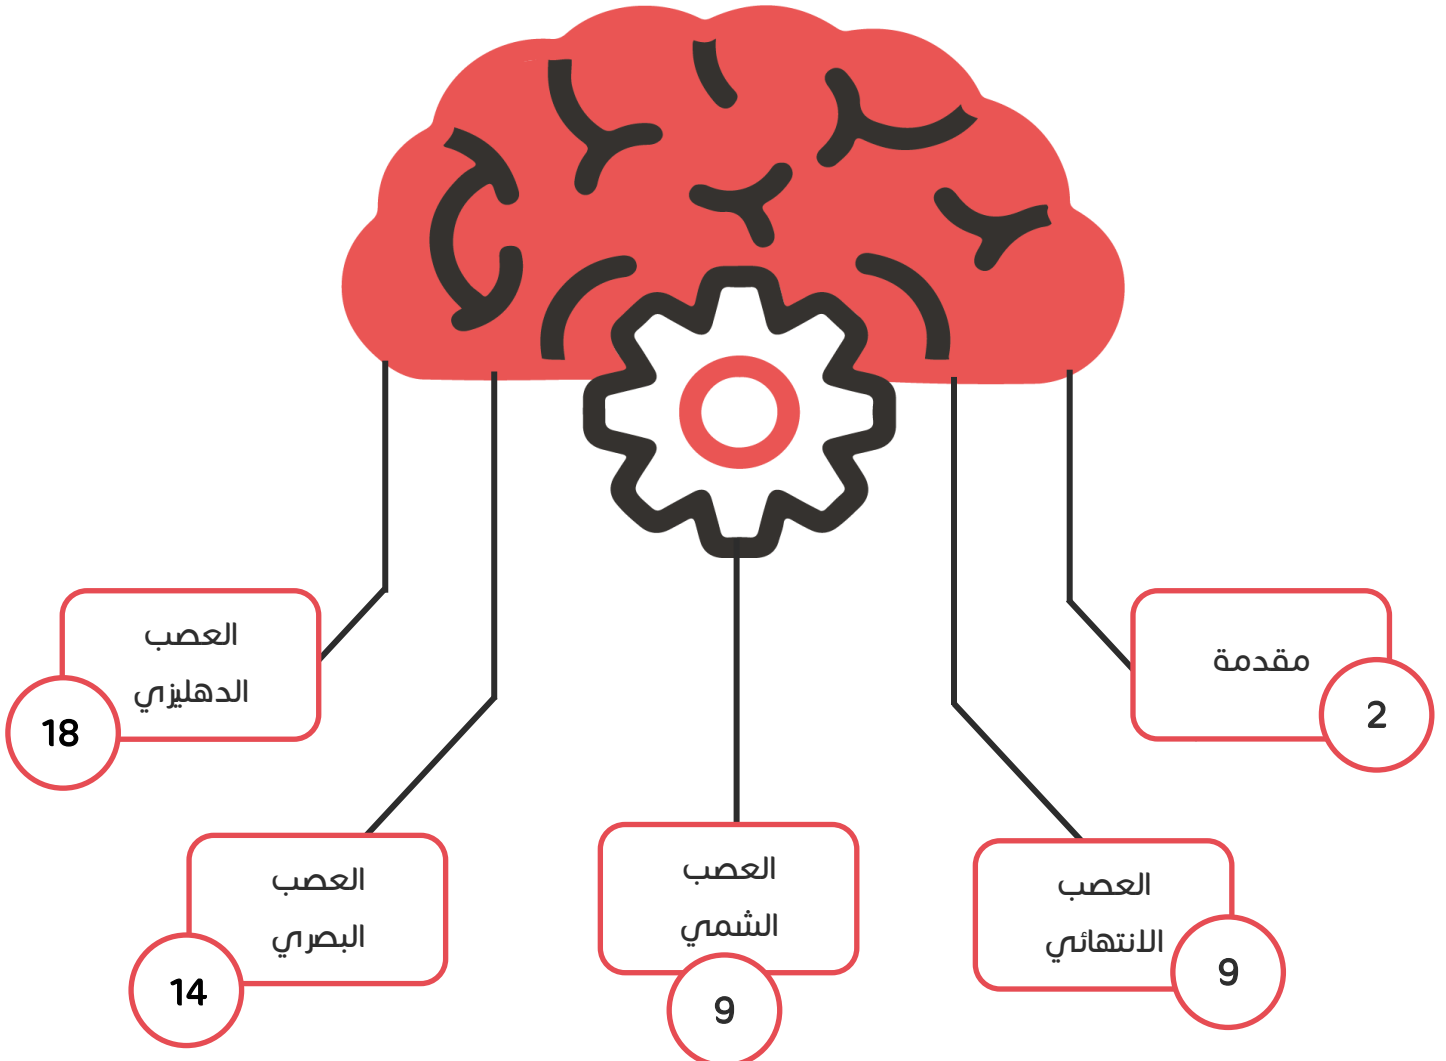 مقدمة
2
العصب
الانتهائي
9
العصب
الشمي
9
العصب
البصري
14
العصب
الدهليزي
18